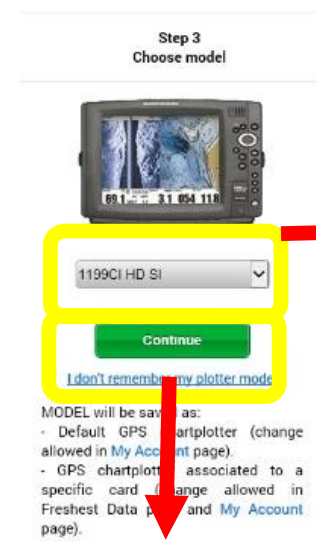 Step 3
Choose model
1199CI HD SI
Continue
I don't remember my plotter mode
MODEL will be saved as:
- Default GPS chartplotter (change
allowed in My Account page).
- GPS chartplotter associated to a
specific card (change allowed in
Freshest Data page and My Account
page).